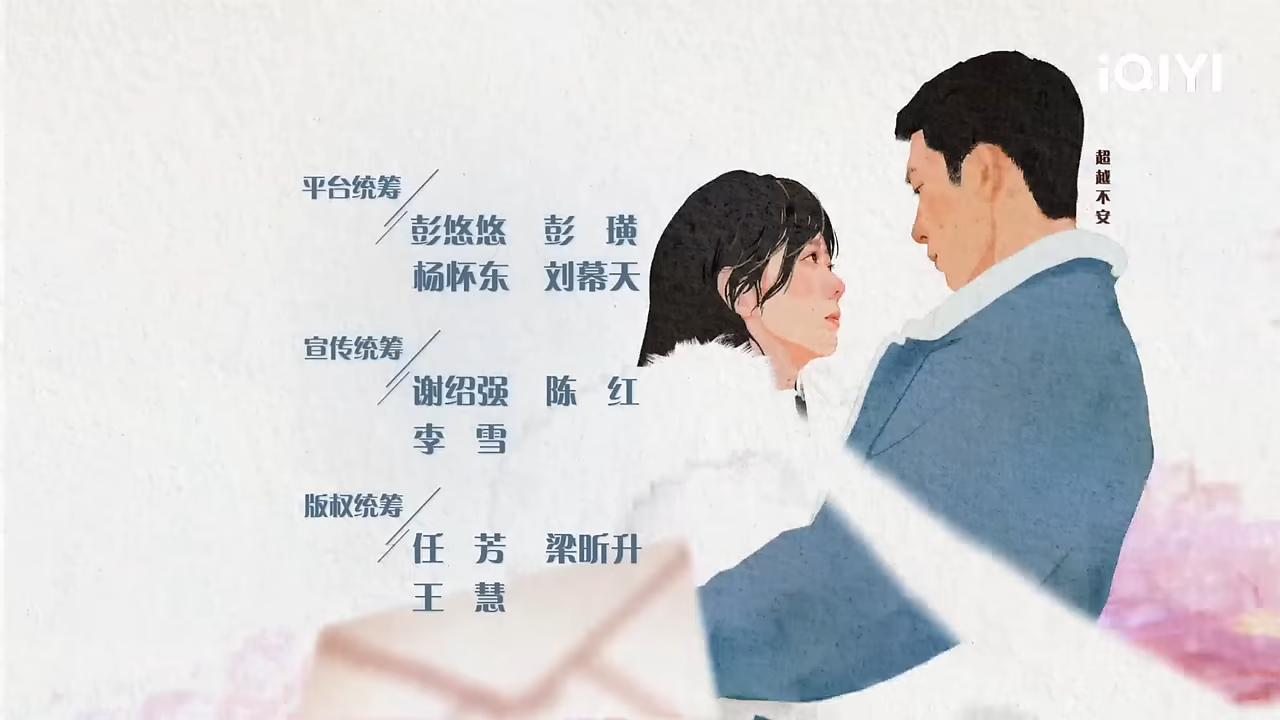 iQIYI
超越不安
平台统筹
彭悠悠 彭 璜
杨怀东 刘幕天
宣传统筹
谢绍强 陈 红
李 雪
版权统筹
任 芳 梁昕升
王 慧